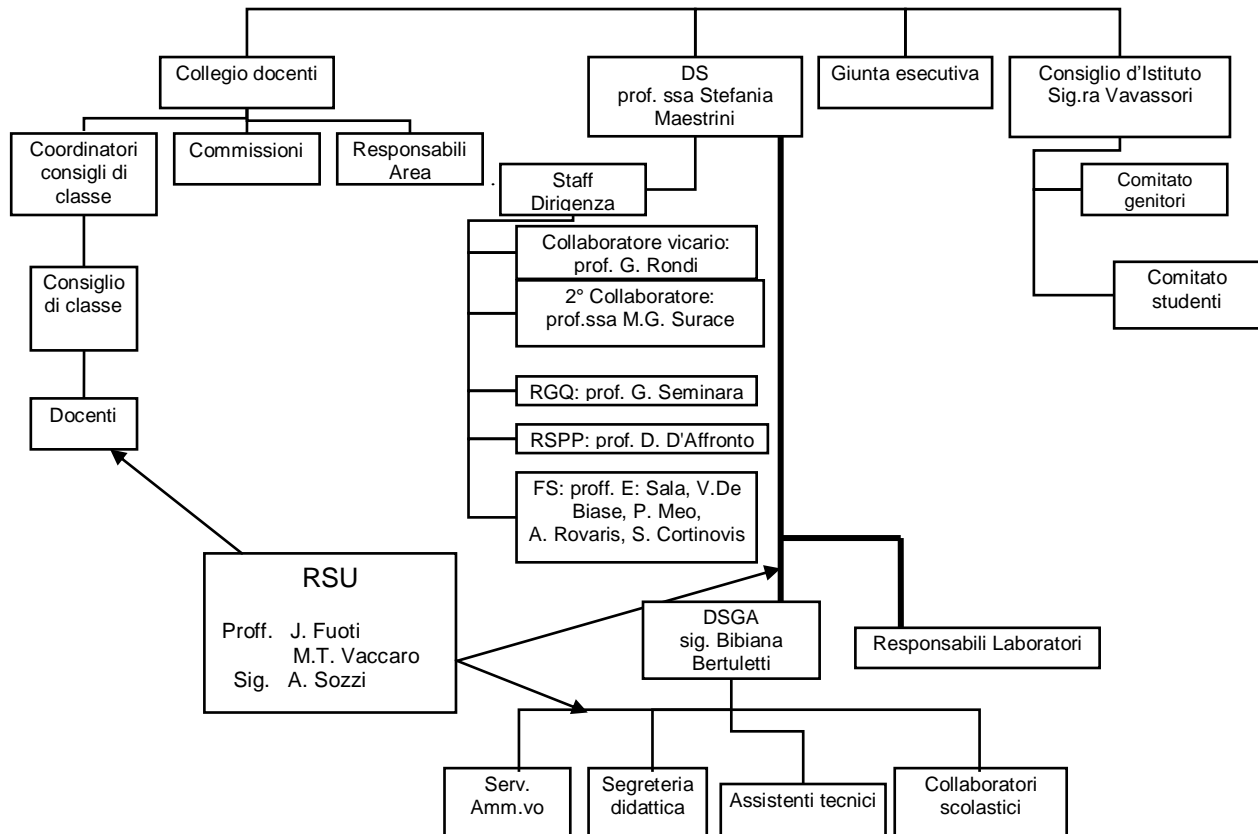 Collegio docenti
DS
prof. ssa Stefania
Maestrini
Giunta esecutiva
Consiglio d'Istituto
Sig.ra Vavassori
Coordinatori
consigli di
classe
Commissioni
Responsabili
Area
.
Staff
Dirigenza
Comitato
genitori
Collaboratore vicario:
prof. G. Rondi
Consiglio
di classe
2° Collaboratore:
prof.ssa M.G. Surace
Comitato
studenti
RGQ: prof. G. Seminara
Docenti
RSPP: prof. D. D'Affronto
FS: proff. E: Sala, V.De
Biase, P. Meo,
A. Rovaris, S. Cortinovis
RSU
Proff. J. Fuoti
M.T. Vaccaro
Sig. A. Sozzi
DSGA
sig. Bibiana
Bertuletti
Responsabili Laboratori
Serv.
Amm.vo
Segreteria
didattica
Assistenti tecnici
Collaboratori
scolastici